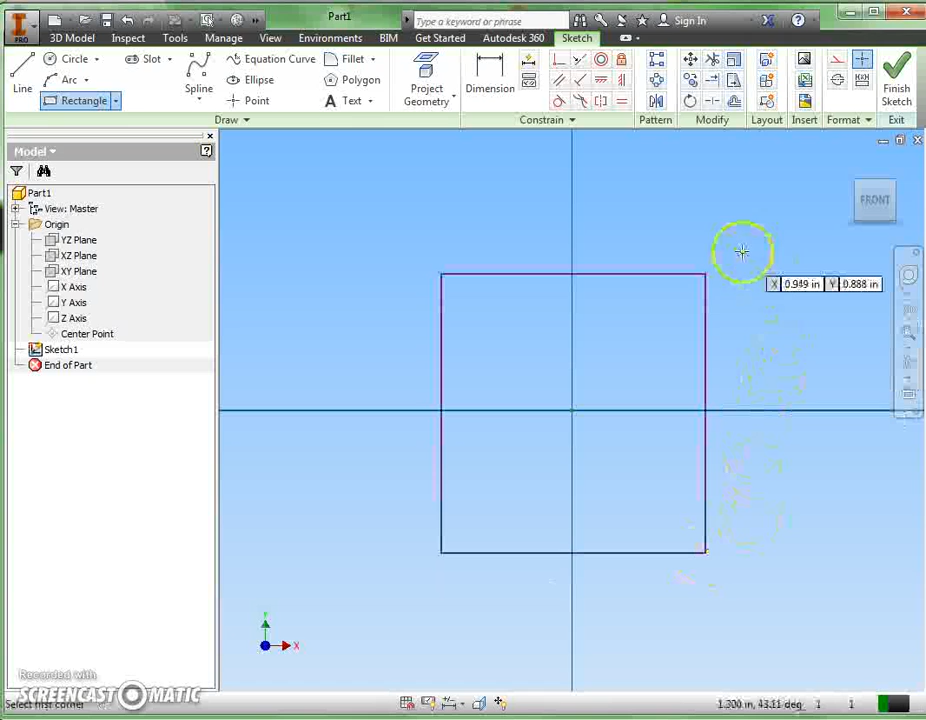 Part1
Type a keyword or phrase
Sign In
PRO
3D Model
Inspect
Tools
Manage
View
Environments
BIM
Get Started
Autodesk 360
Sketch
Line
Circle
Arc
Rectangle
Slot
Spline
Equation Curve
Ellipse
Point
Fillet
Polygon
A Text
Project
Geometry
Dimension
Finish
Sketch
Draw
Constrain
Pattern
Modify
Layout
Insert
Format
Exit
Model
Part1
View: Master
Origin
YZ Plane
XZ Plane
XY Plane
X Axis
Y Axis
Z Axis
Center Point
Sketch1
End of Part
FRONT
X 0.949 in Y 0.888 in
Y
X
Recorded with
SCREENCAST MATIC
Select first corner
1.300 in, 43.11 deg
1
1